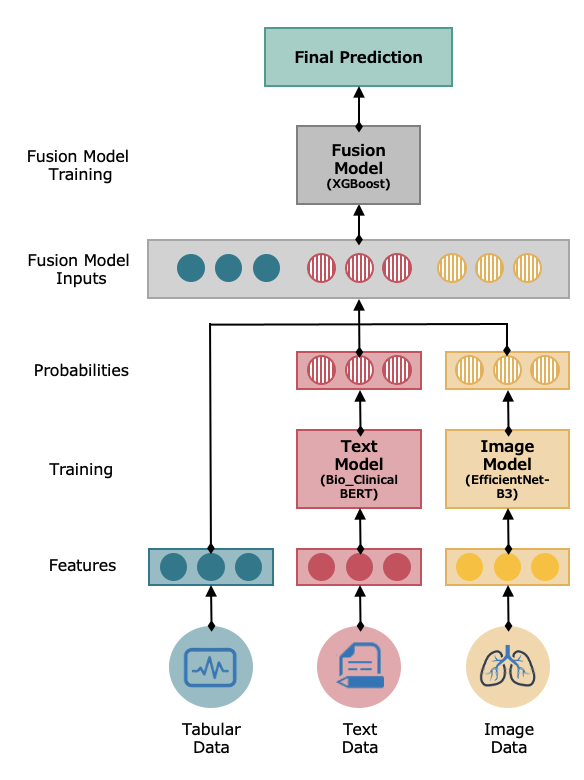 Final Prediction
Fusion Model
Training
Fusion
Model
(XGBoost)
Fusion Model
Inputs
Probabilities
Training
Text
Model
(Bio_Clinical
BERT)
Image
Model
(EfficientNet-
B3)
Features
Tabular
Data
Text
Data
Image
Data